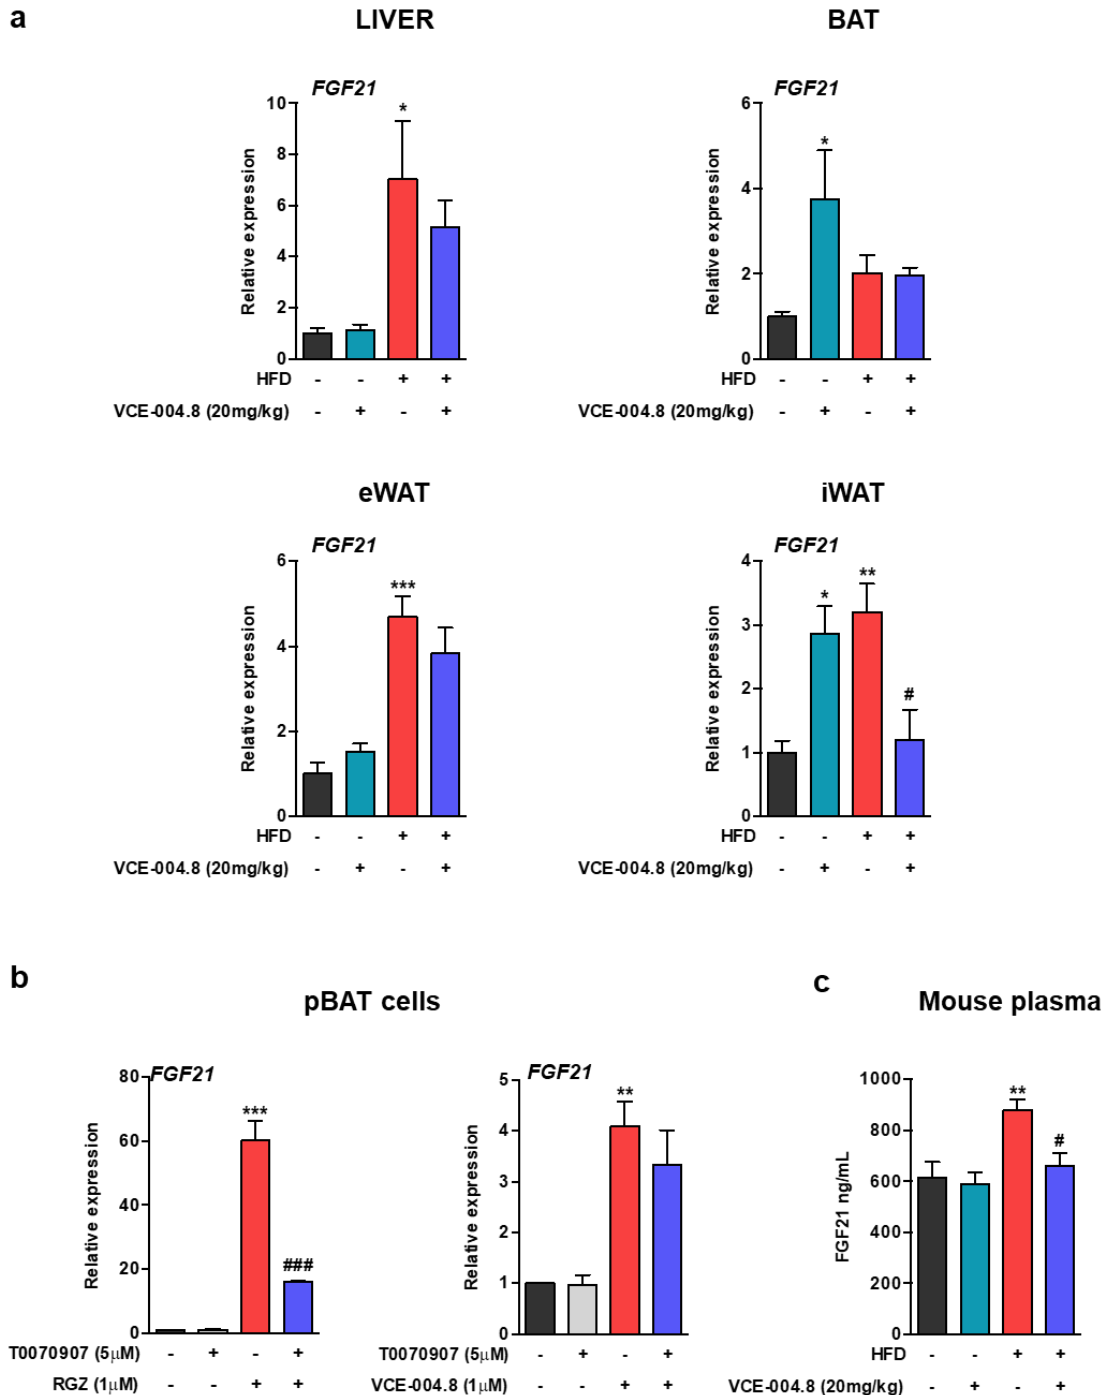 a
LIVER
BAT
FGF21
FGF21
10
8
6
4
2
0
Relative expression
*
6
4
2
0
Relative expression
*
HFD - - + +
VCE-004.8 (20mg/kg) - + - +
HFD - - + +
VCE-004.8 (20mg/kg) - + - +
eWAT
iWAT
FGF21
FGF21
6
4
2
0
Relative expression
***
4
3
2
1
0
Relative expression
*
**
#
HFD - - + +
VCE-004.8 (20mg/kg) - + - +
HFD - - + +
VCE-004.8 (20mg/kg) - + - +
b
pBAT cells
FGF21
80
60
40
20
0
Relative expression
***
###
T0070907 (5μM) - + - +
RGZ (1μM) - - + +
FGF21
5
4
3
2
1
0
Relative expression
**
T0070907 (5μM) - + - +
VCE-004.8 (1μM) - - + +
c
Mouse plasma
1000
800
600
400
200
0
FGF21 ng/mL
**
#
HFD - - + +
VCE-004.8 (20mg/kg) - + - +